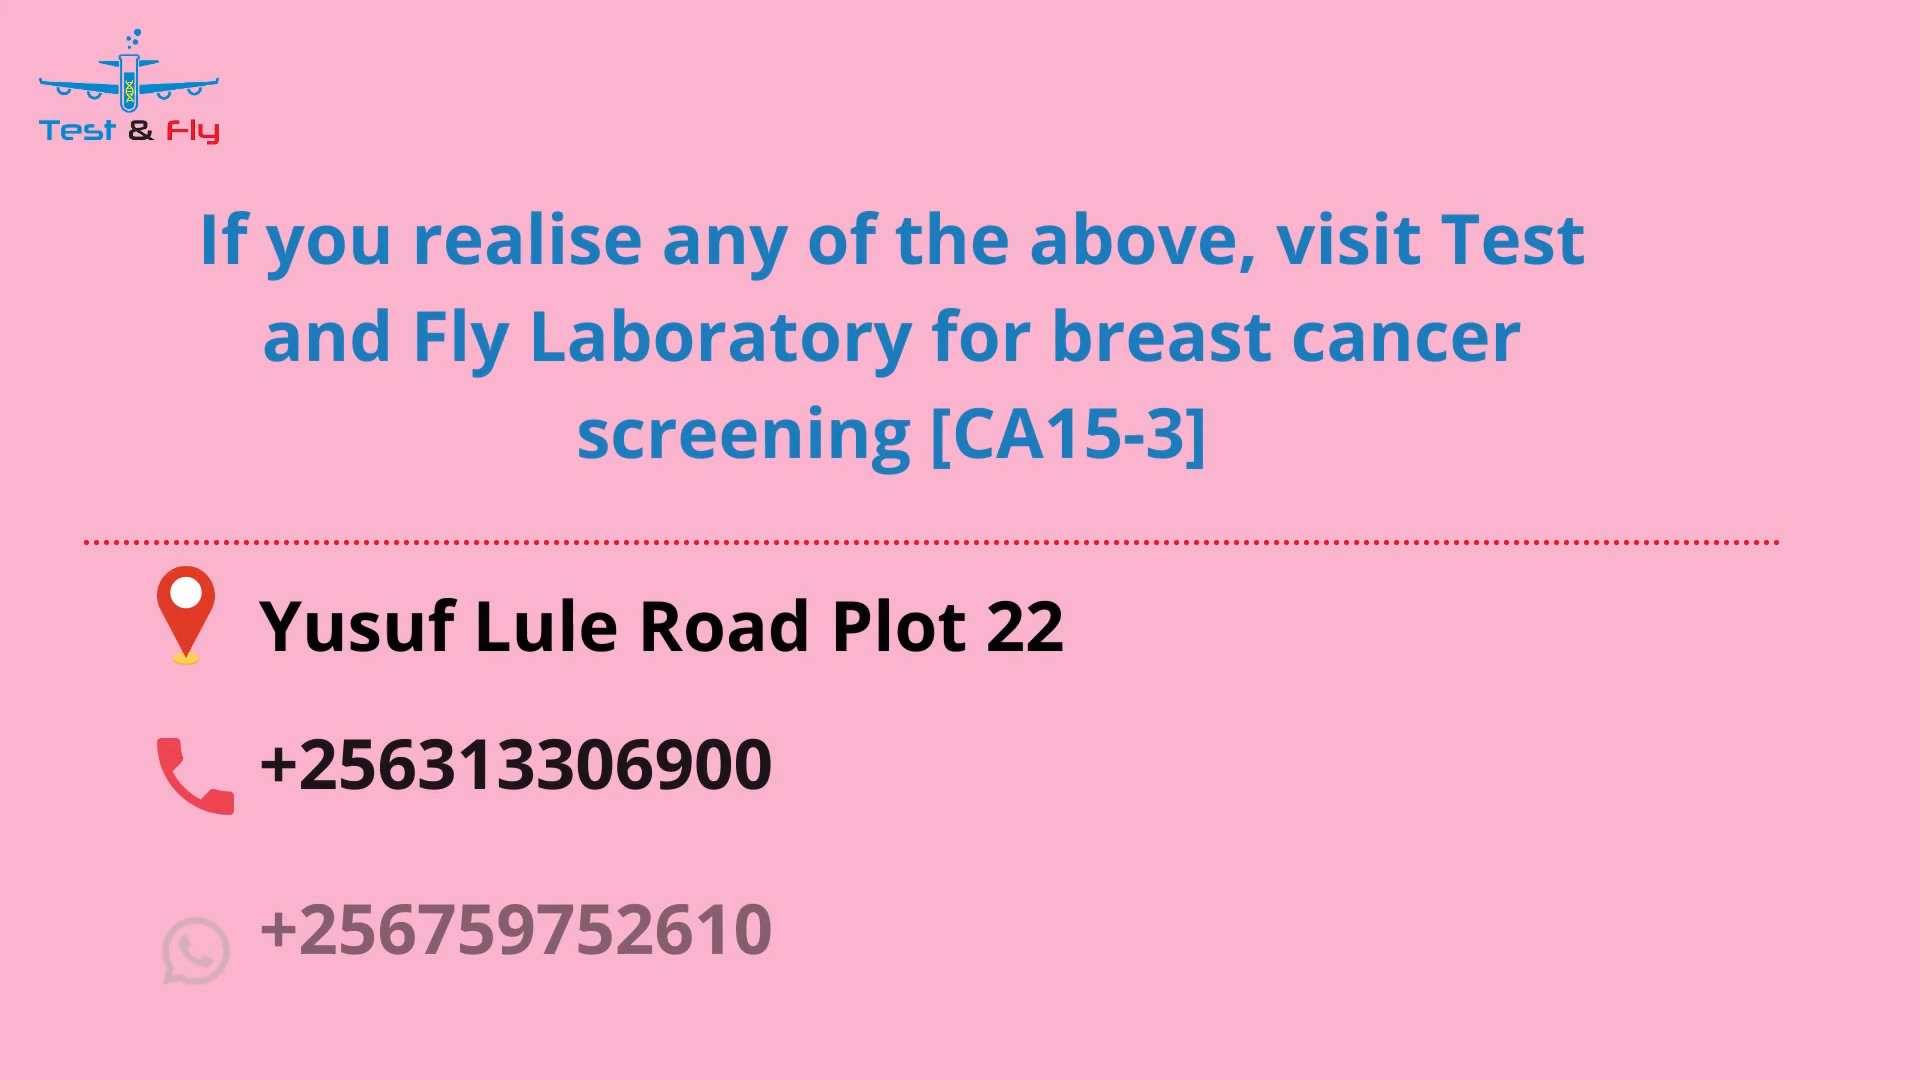 Test & Fly
If you realise any of the above, visit Test
and Fly Laboratory for breast cancer
screening [CA15-3]
Yusuf Lule Road Plot 22
+256313306900
+256759752610